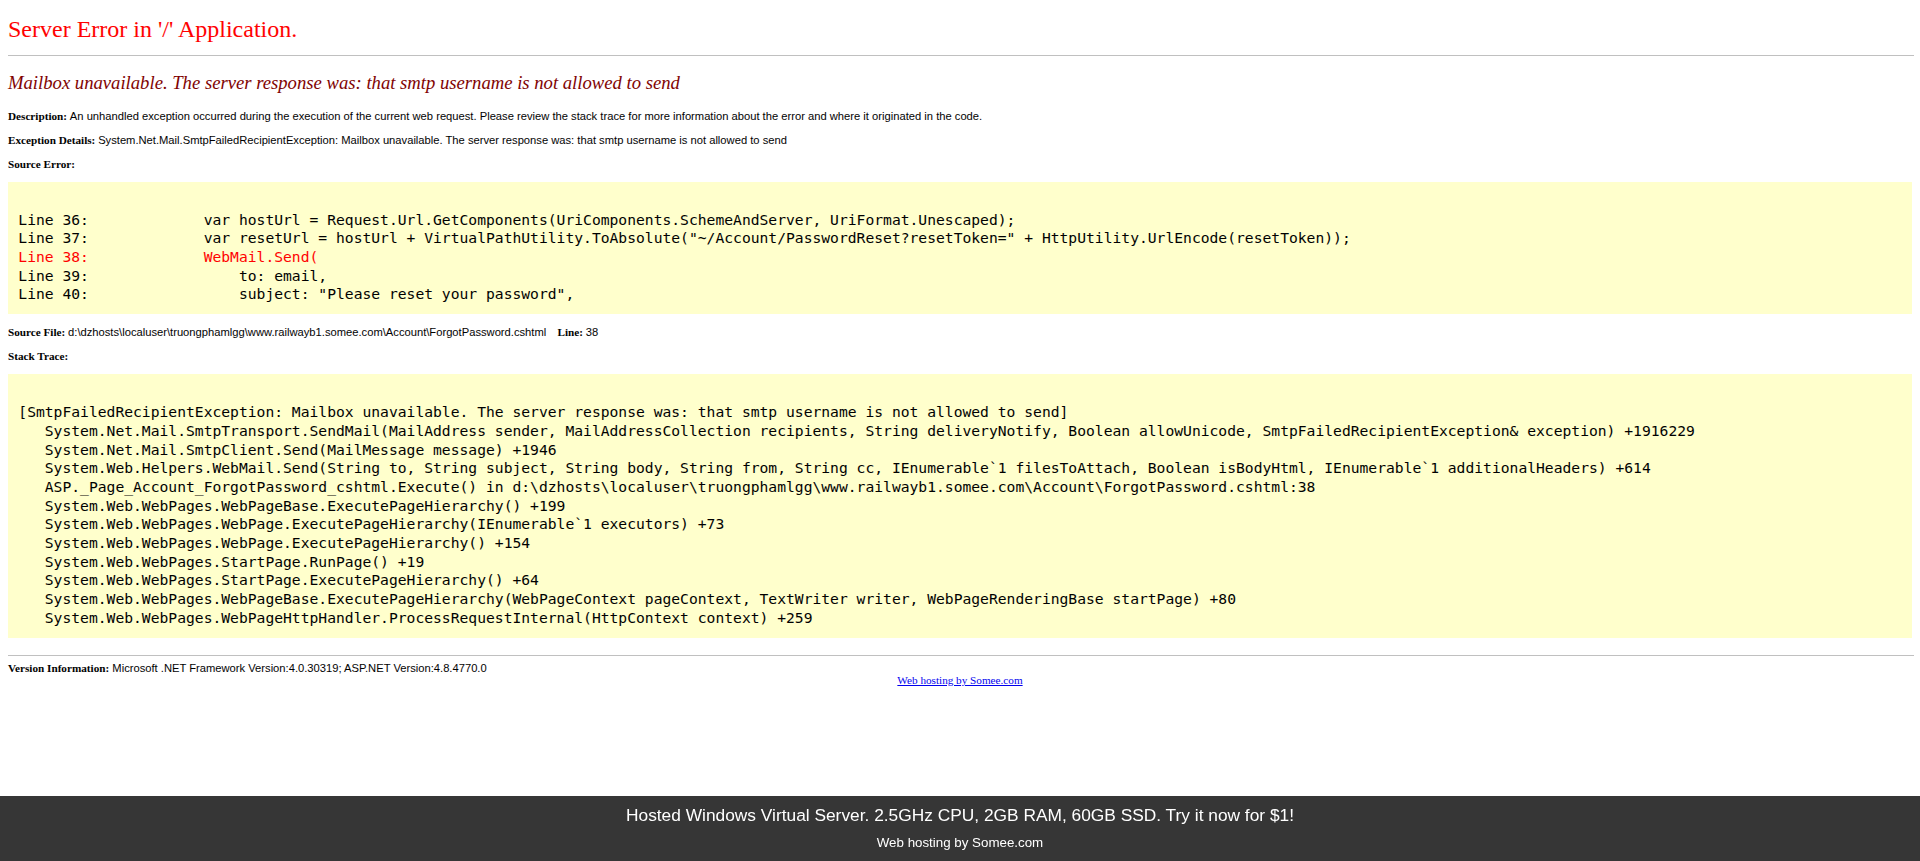 Server Error in '/' Application.
Mailbox unavailable. The server response was: that smtp username is not allowed to send
Description: An unhandled exception occurred during the execution of the current web request. Please review the stack trace for more information about the error and where it originated in the code.
Exception Details: System.Net.Mail.SmtpFailedRecipientException: Mailbox unavailable. The server response was: that smtp username is not allowed to send
Source Error:
Line 36:             var hostUrl = Request.Url.GetComponents(UriComponents.SchemeAndServer, UriFormat.Unescaped);
Line 37:             var resetUrl = hostUrl + VirtualPathUtility.ToAbsolute("~/Account/PasswordReset?resetToken=" + HttpUtility.UrlEncode(resetToken));
Line 38:             WebMail.Send(
Line 39:                 to: email,
Line 40:                 subject: "Please reset your password",
Source File: d:\dzhosts\localuser\truongphamlgg\www.railwayb1.somee.com\Account\ForgotPassword.cshtml    Line: 38
Stack Trace:
[SmtpFailedRecipientException: Mailbox unavailable. The server response was: that smtp username is not allowed to send]
   System.Net.Mail.SmtpTransport.SendMail(MailAddress sender, MailAddressCollection recipients, String deliveryNotify, Boolean allowUnicode, SmtpFailedRecipientException& exception) +1916229
   System.Net.Mail.SmtpClient.Send(MailMessage message) +1946
   System.Web.Helpers.WebMail.Send(String to, String subject, String body, String from, String cc, IEnumerable`1 filesToAttach, Boolean isBodyHtml, IEnumerable`1 additionalHeaders) +614
   ASP._Page_Account_ForgotPassword_cshtml.Execute() in d:\dzhosts\localuser\truongphamlgg\www.railwayb1.somee.com\Account\ForgotPassword.cshtml:38
   System.Web.WebPages.WebPageBase.ExecutePageHierarchy() +199
   System.Web.WebPages.WebPage.ExecutePageHierarchy(IEnumerable`1 executors) +73
   System.Web.WebPages.WebPage.ExecutePageHierarchy() +154
   System.Web.WebPages.StartPage.RunPage() +19
   System.Web.WebPages.StartPage.ExecutePageHierarchy() +64
   System.Web.WebPages.WebPageBase.ExecutePageHierarchy(WebPageContext pageContext, TextWriter writer, WebPageRenderingBase startPage) +80
   System.Web.WebPages.WebPageHttpHandler.ProcessRequestInternal(HttpContext context) +259
Version Information: Microsoft .NET Framework Version:4.0.30319; ASP.NET Version:4.8.4770.0
Web hosting by Somee.com
Hosted Windows Virtual Server. 2.5GHz CPU, 2GB RAM, 60GB SSD. Try it now for $1!
Web hosting by Somee.com